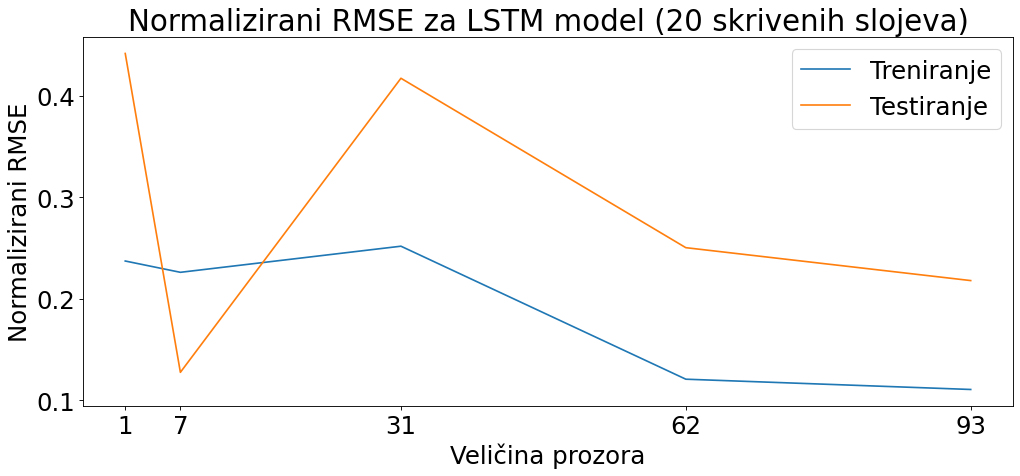 Normalizirani RMSE za LSTM model (20 skrivenih slojeva)
Treniranje
Testiranje
Normalizirani RMSE
0.4
0.3
0.2
0.1
1 7 31 62 93
Veličina prozora